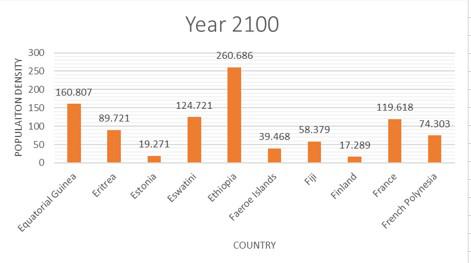 Year 2100
POPULAITON DENSITY
300
250
200
150
100
50
0
160.807
89.721
19.271
124.721
260.686
39.468
58.379
17.289
119.618
74.303
Equatorial Guinea
Eritrea
Estonia
Eswatini
Ethiopia
Faeroe Islands
Fiji
Finland
France
French Polynesia
COUNTRY